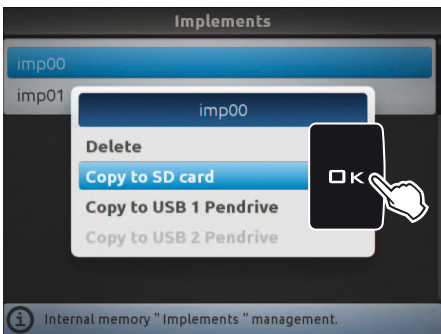 Implements
imp00
imp01
imp00
Delete
Copy to SD card
OK
Copy to USB 1 Pendrive
Copy to USB 2 Pendrive
Internal memory " Implements " management.